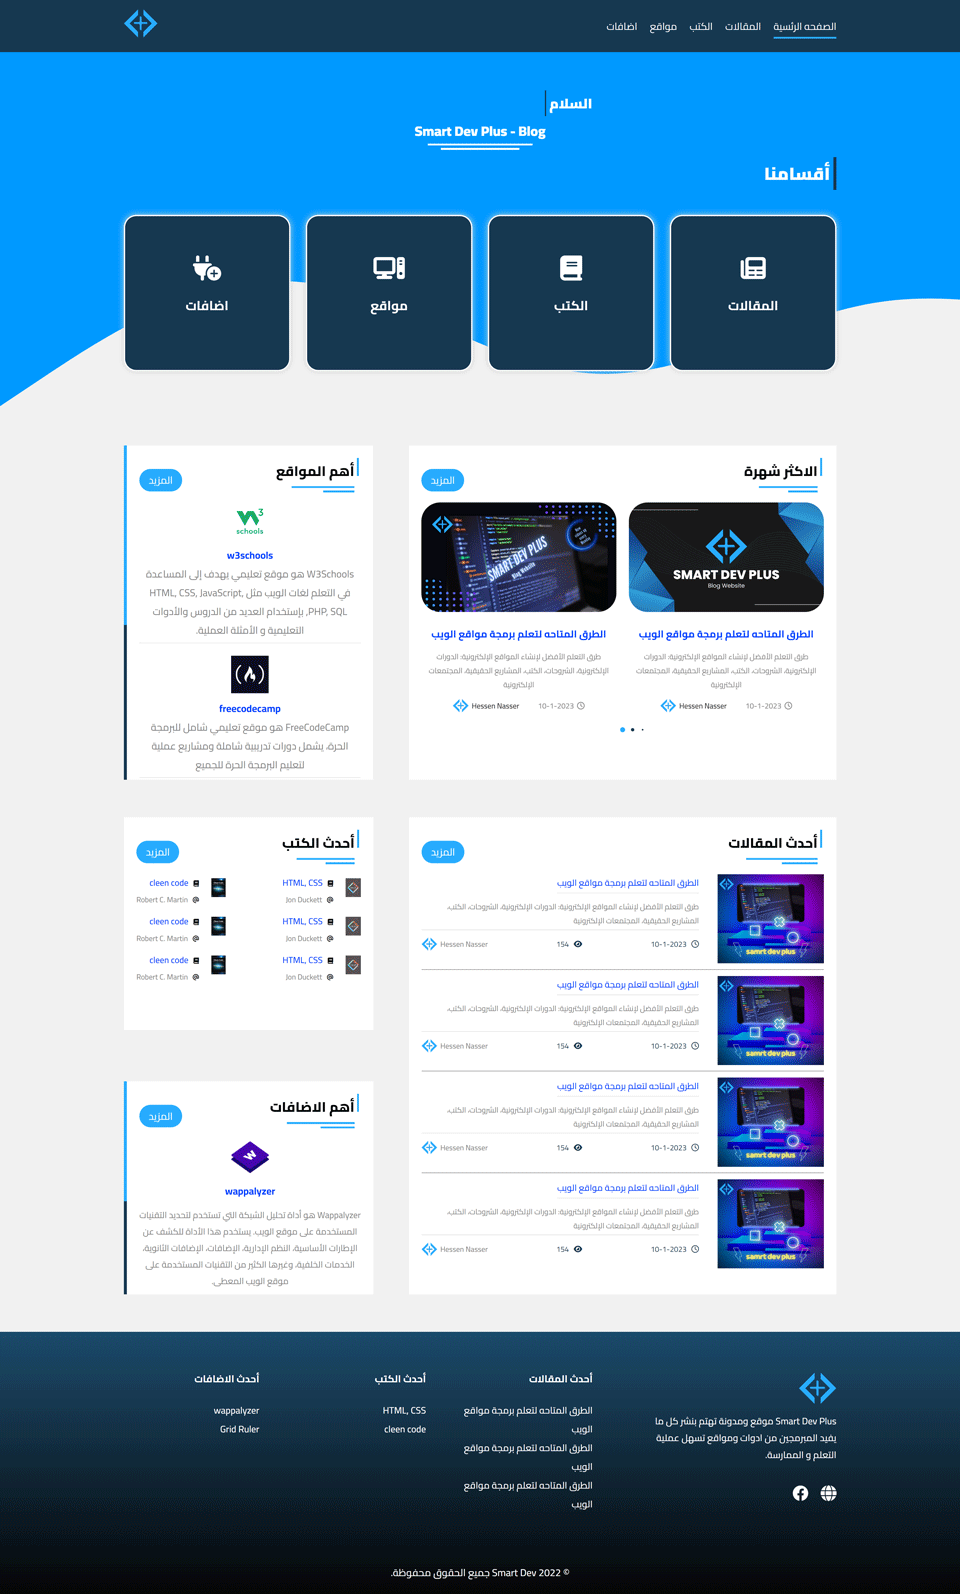 الصفحه الرئسية
المقالات
الكتب
مواقع
اضافات
السلام
Smart Dev Plus - Blog
أقسامنا
المقالات
الكتب
مواقع
اضافات
الاكثر شهرة
المزيد
SMART DEV PLUS
Blog Website
الطرق المتاحه لتعلم برمجة مواقع الويب
طرق التعلم الأفضل لإنشاء المواقع الإلكترونية: الدورات
الإلكترونية، الشروحات، الكتب، المشاريع الحقيقية، المجتمعات
الإلكترونية
10-1-2023
Hessen Nasser
SMART DEV PLUS
Blog Website
الطرق المتاحه لتعلم برمجة مواقع الويب
طرق التعلم الأفضل لإنشاء المواقع الإلكترونية: الدورات
الإلكترونية، الشروحات، الكتب، المشاريع الحقيقية، المجتمعات
الإلكترونية
10-1-2023
Hessen Nasser
أهم المواقع
المزيد
W3
schools
w3schools
W3Schools هو موقع تعليمي يهدف إلى المساعدة
في التعلم لغات الويب مثل HTML, CSS, JavaScript,
PHP, SQL, بإستخدام العديد من الدروس والأدوات
التعليمية و الأمثلة العملية.
freecodecamp
FreeCodeCamp هو موقع تعليمي شامل للبرمجة
الحرة، يشمل دورات تدريبية شاملة ومشاريع عملية
لتعليم البرمجة الحرة للجميع
أحدث المقالات
المزيد
samrt dev plus
الطرق المتاحه لتعلم برمجة مواقع الويب
طرق التعلم الأفضل لإنشاء المواقع الإلكترونية: الدورات الإلكترونية، الشروحات، الكتب،
المشاريع الحقيقية، المجتمعات الإلكترونية
10-1-2023
154
Hessen Nasser
samrt dev plus
الطرق المتاحه لتعلم برمجة مواقع الويب
طرق التعلم الأفضل لإنشاء المواقع الإلكترونية: الدورات الإلكترونية، الشروحات، الكتب،
المشاريع الحقيقية، المجتمعات الإلكترونية
10-1-2023
154
Hessen Nasser
samrt dev plus
الطرق المتاحه لتعلم برمجة مواقع الويب
طرق التعلم الأفضل لإنشاء المواقع الإلكترونية: الدورات الإلكترونية، الشروحات، الكتب،
المشاريع الحقيقية، المجتمعات الإلكترونية
10-1-2023
154
Hessen Nasser
samrt dev plus
الطرق المتاحه لتعلم برمجة مواقع الويب
طرق التعلم الأفضل لإنشاء المواقع الإلكترونية: الدورات الإلكترونية، الشروحات، الكتب،
المشاريع الحقيقية، المجتمعات الإلكترونية
10-1-2023
154
Hessen Nasser
أحدث الكتب
المزيد
HTML, CSS
Jon Duckett
cleen code
Robert C. Martin
HTML, CSS
Jon Duckett
cleen code
Robert C. Martin
HTML, CSS
Jon Duckett
cleen code
Robert C. Martin
أهم الاضافات
المزيد
W
wappalyzer
Wappalyzer هو أداة تحليل الشبكة التي تستخدم لتحديد التقنيات
المستخدمة على موقع الويب. يستخدم هذا الأداة للكشف عن
الإطارات الأساسية، النظم الإدارية، الإضافات، الإضافات الثانوية،
الخدمات الخلفية، وغيرها الكثير من التقنيات المستخدمة على
موقع الويب المعطى.
Smart Dev Plus موقع ومدونة تهتم بنشر كل ما
يفيد المبرمجين من ادوات ومواقع تسهل عملية
التعلم و الممارسة.
أحدث المقالات
الطرق المتاحه لتعلم برمجة مواقع
الويب
الطرق المتاحه لتعلم برمجة مواقع
الويب
الطرق المتاحه لتعلم برمجة مواقع
الويب
أحدث الكتب
HTML, CSS
cleen code
أحدث الاضافات
wappalyzer
Grid Ruler
© 2022 Smart Dev جميع الحقوق محفوظة.